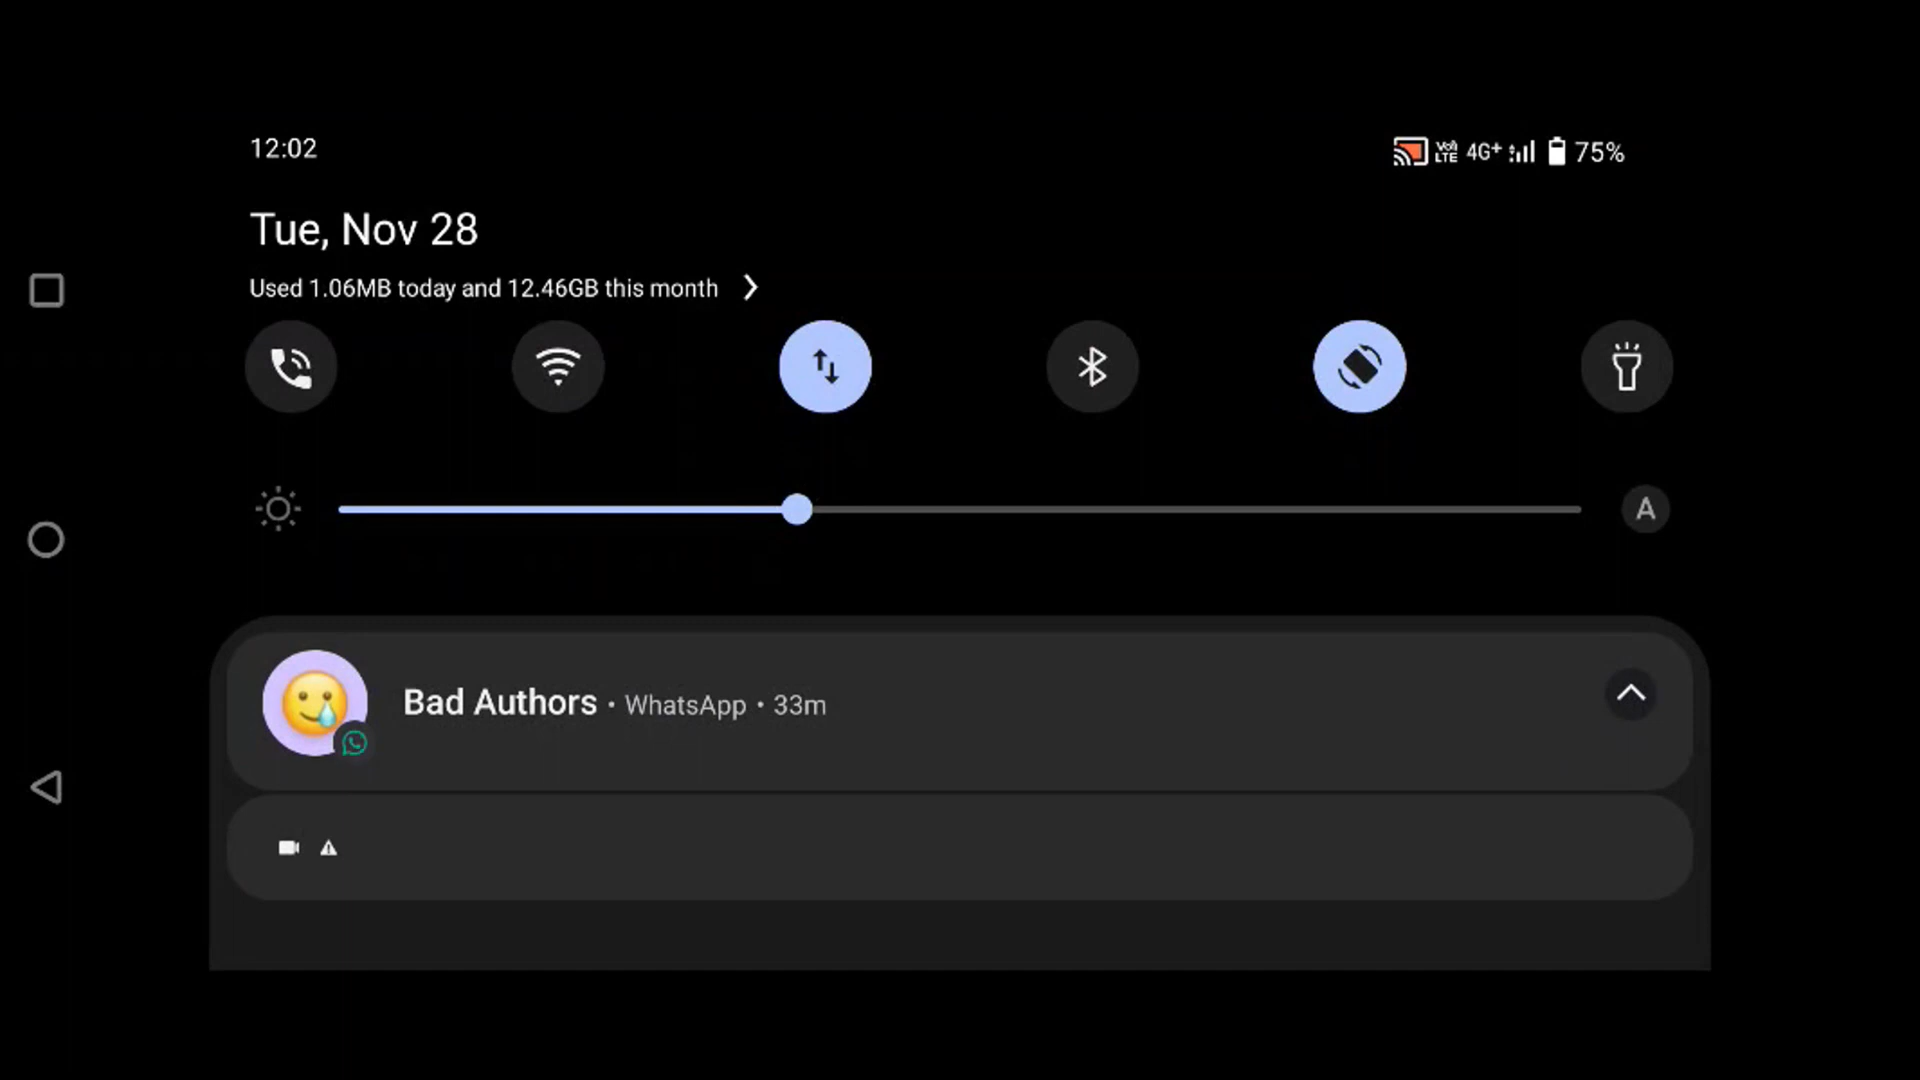 12:02
VoLTE 4G+ 75%
Tue, Nov 28
Used 1.06MB today and 12.46GB this month
A
Bad Authors • WhatsApp • 33m